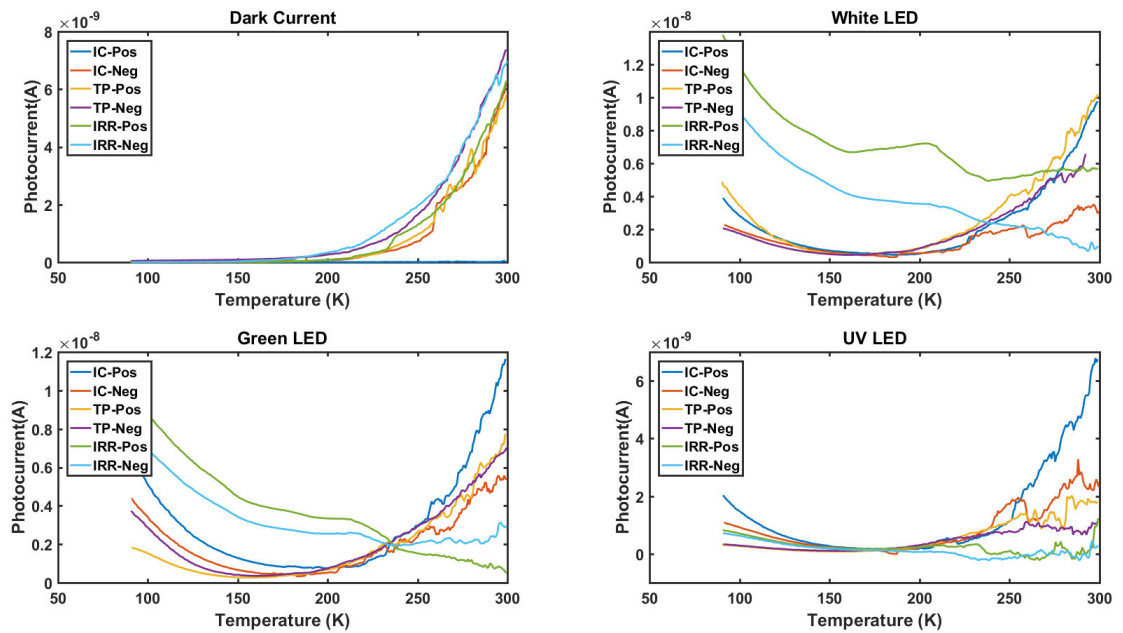 Dark Current
×10-9
8
6
4
2
0
Photocurrent(A)
IC-Pos
IC-Neg
TP-Pos
TP-Neg
IRR-Pos
IRR-Neg
50 100 150 200 250 300
Temperature (K)
White LED
×10-8
1.2
1
0.8
0.6
0.4
0.2
0
Photocurrent(A)
IC-Pos
IC-Neg
TP-Pos
TP-Neg
IRR-Pos
IRR-Neg
50 100 150 200 250 300
Temperature (K)
Green LED
×10-8
1.2
1
0.8
0.6
0.4
0.2
0
Photocurrent(A)
IC-Pos
IC-Neg
TP-Pos
TP-Neg
IRR-Pos
IRR-Neg
50 100 150 200 250 300
Temperature (K)
UV LED
×10-9
6
4
2
0
Photocurrent(A)
IC-Pos
IC-Neg
TP-Pos
TP-Neg
IRR-Pos
IRR-Neg
50 100 150 200 250 300
Temperature (K)